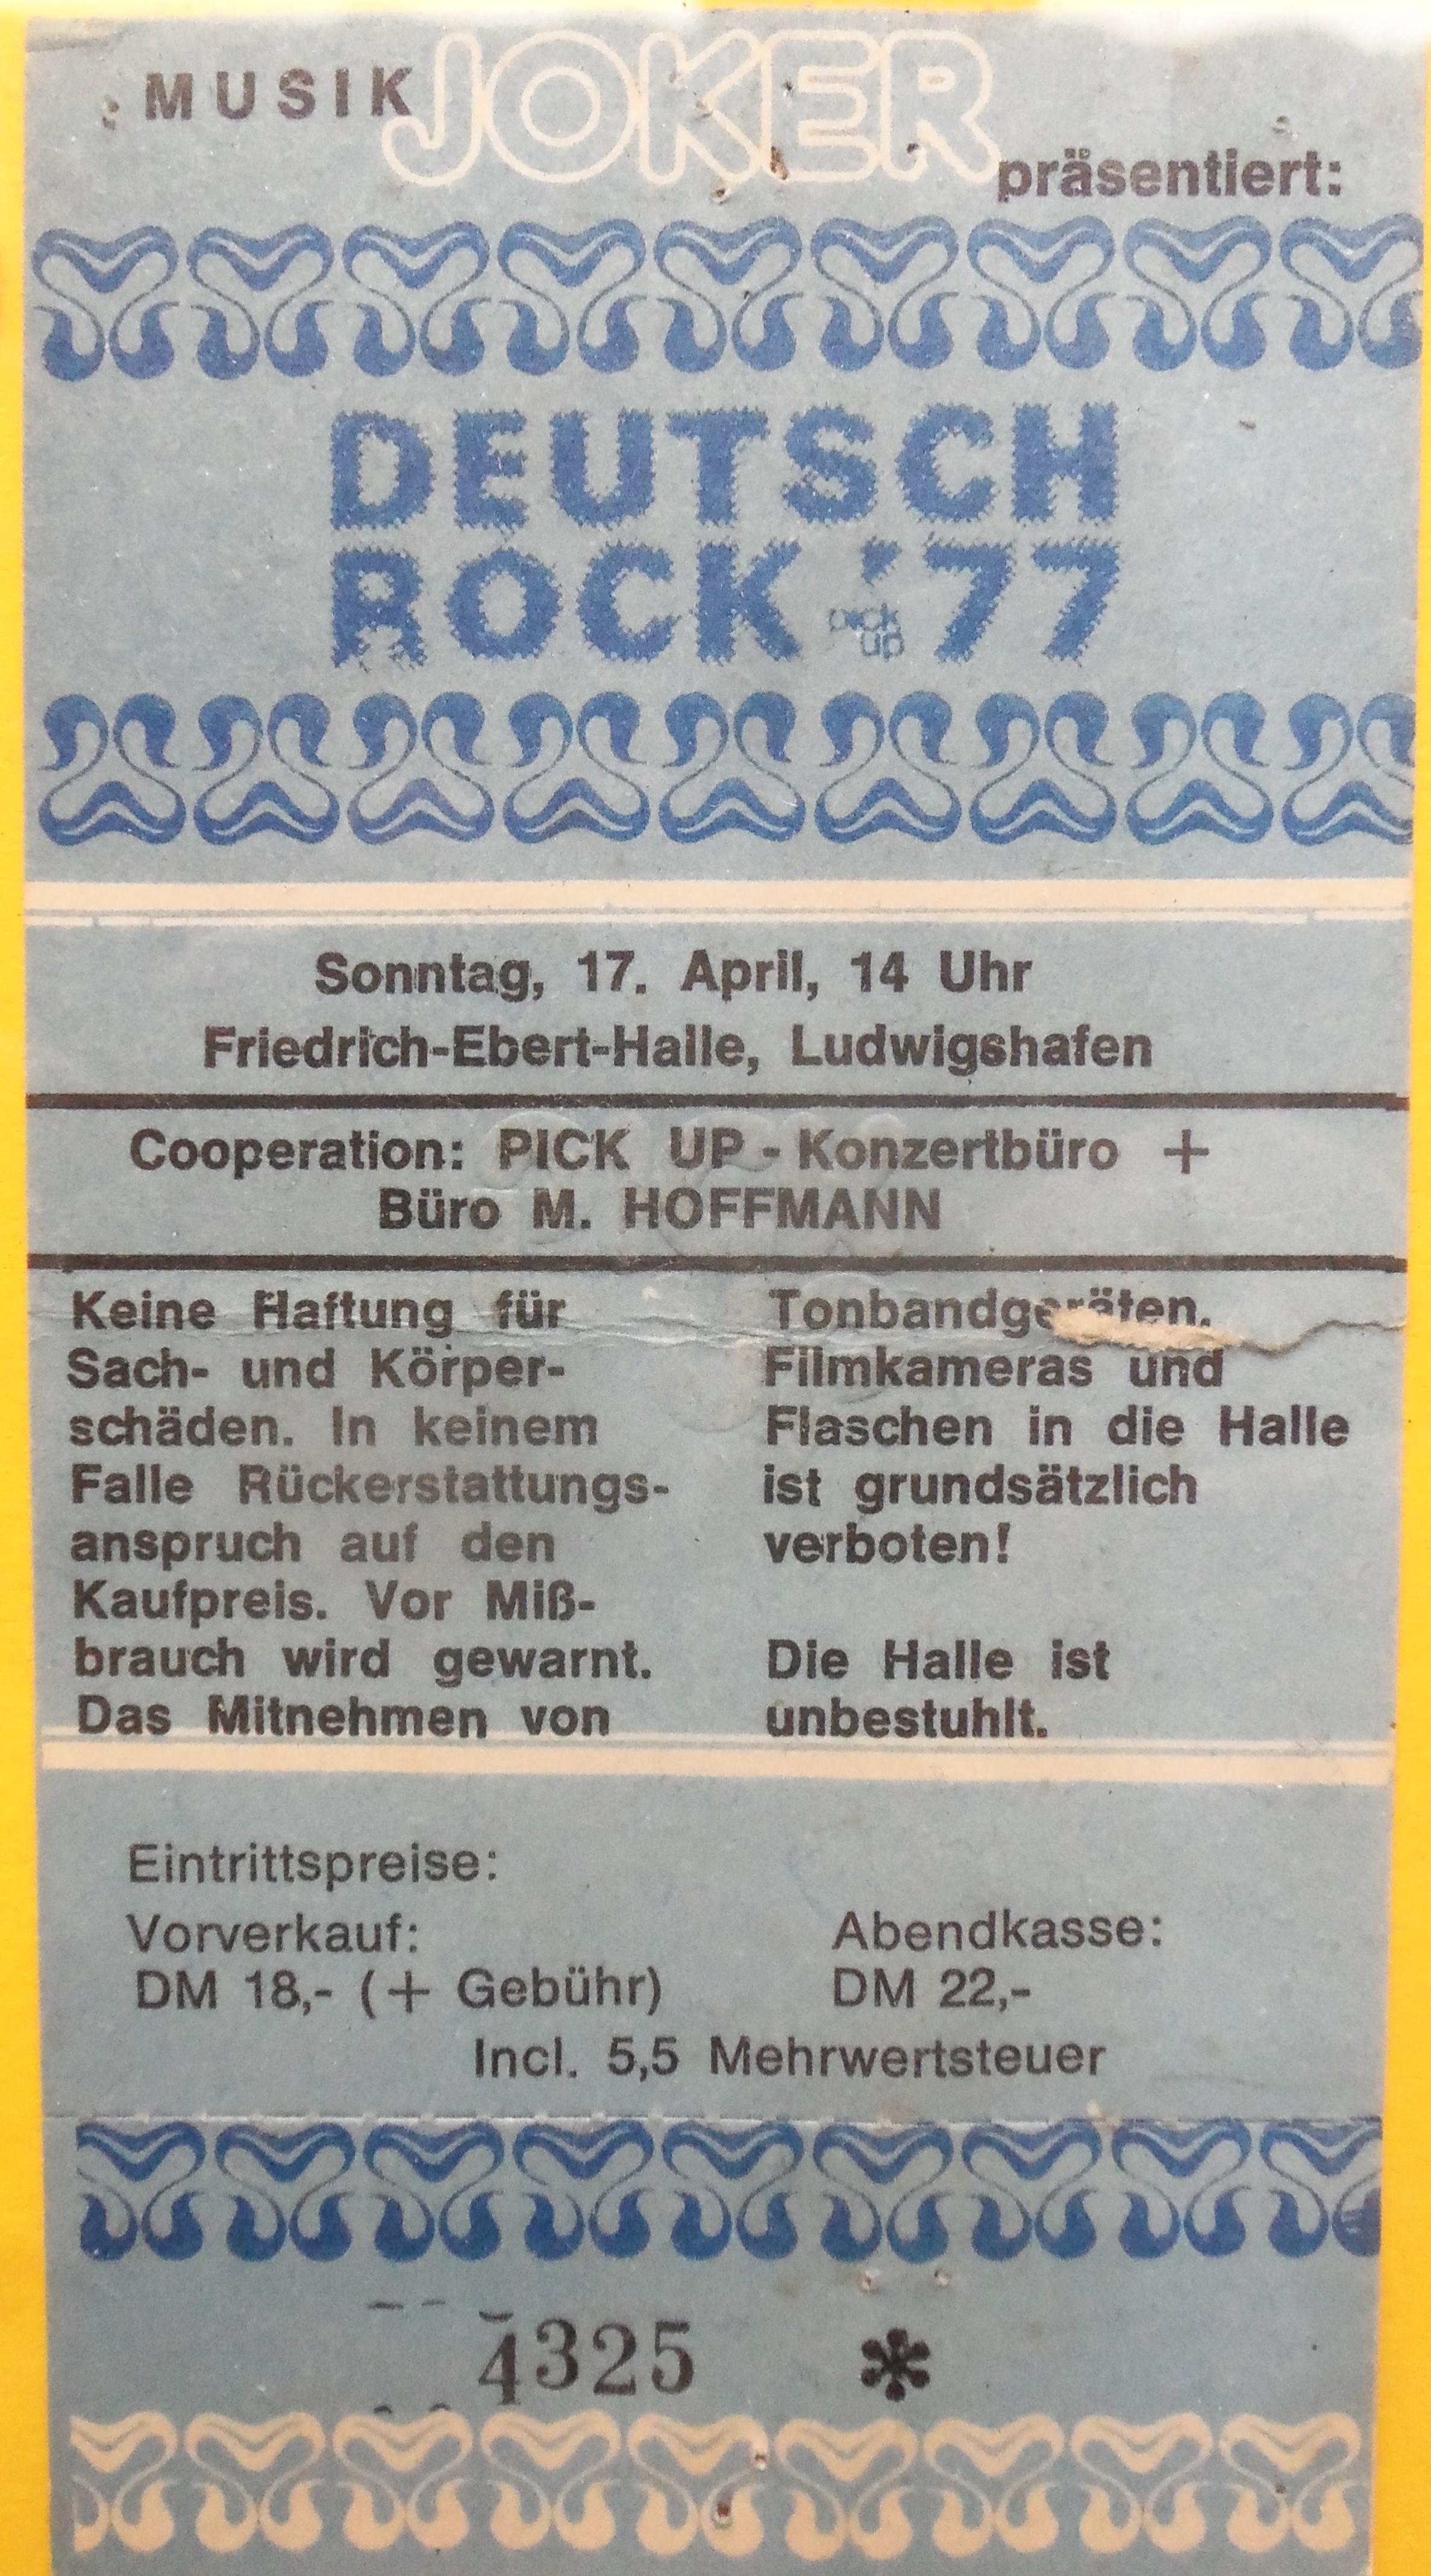 MUSIK JOKER
präsentiert:
DEUTSCH
ROCK '77
pick
up
Sonntag, 17. April, 14 Uhr
Friedrich-Ebert-Halle, Ludwigshafen
Cooperation: PICK UP - Konzertbüro +
Büro M. HOFFMANN
Keine Haftung für
Sach- und Körper-
schäden. In keinem
Falle Rückerstattungs-
anspruch auf den
Kaufpreis. Vor Miß-
brauch wird gewarnt.
Das Mitnehmen von
Tonbandgeräten,
Filmkameras und
Flaschen in die Halle
ist grundsätzlich
verboten!
Die Halle ist
unbestuhlt.
Eintrittspreise:
Vorverkauf:
DM 18,- (+ Gebühr)
Abendkasse:
DM 22,-
Incl. 5,5 Mehrwertsteuer
4325 *